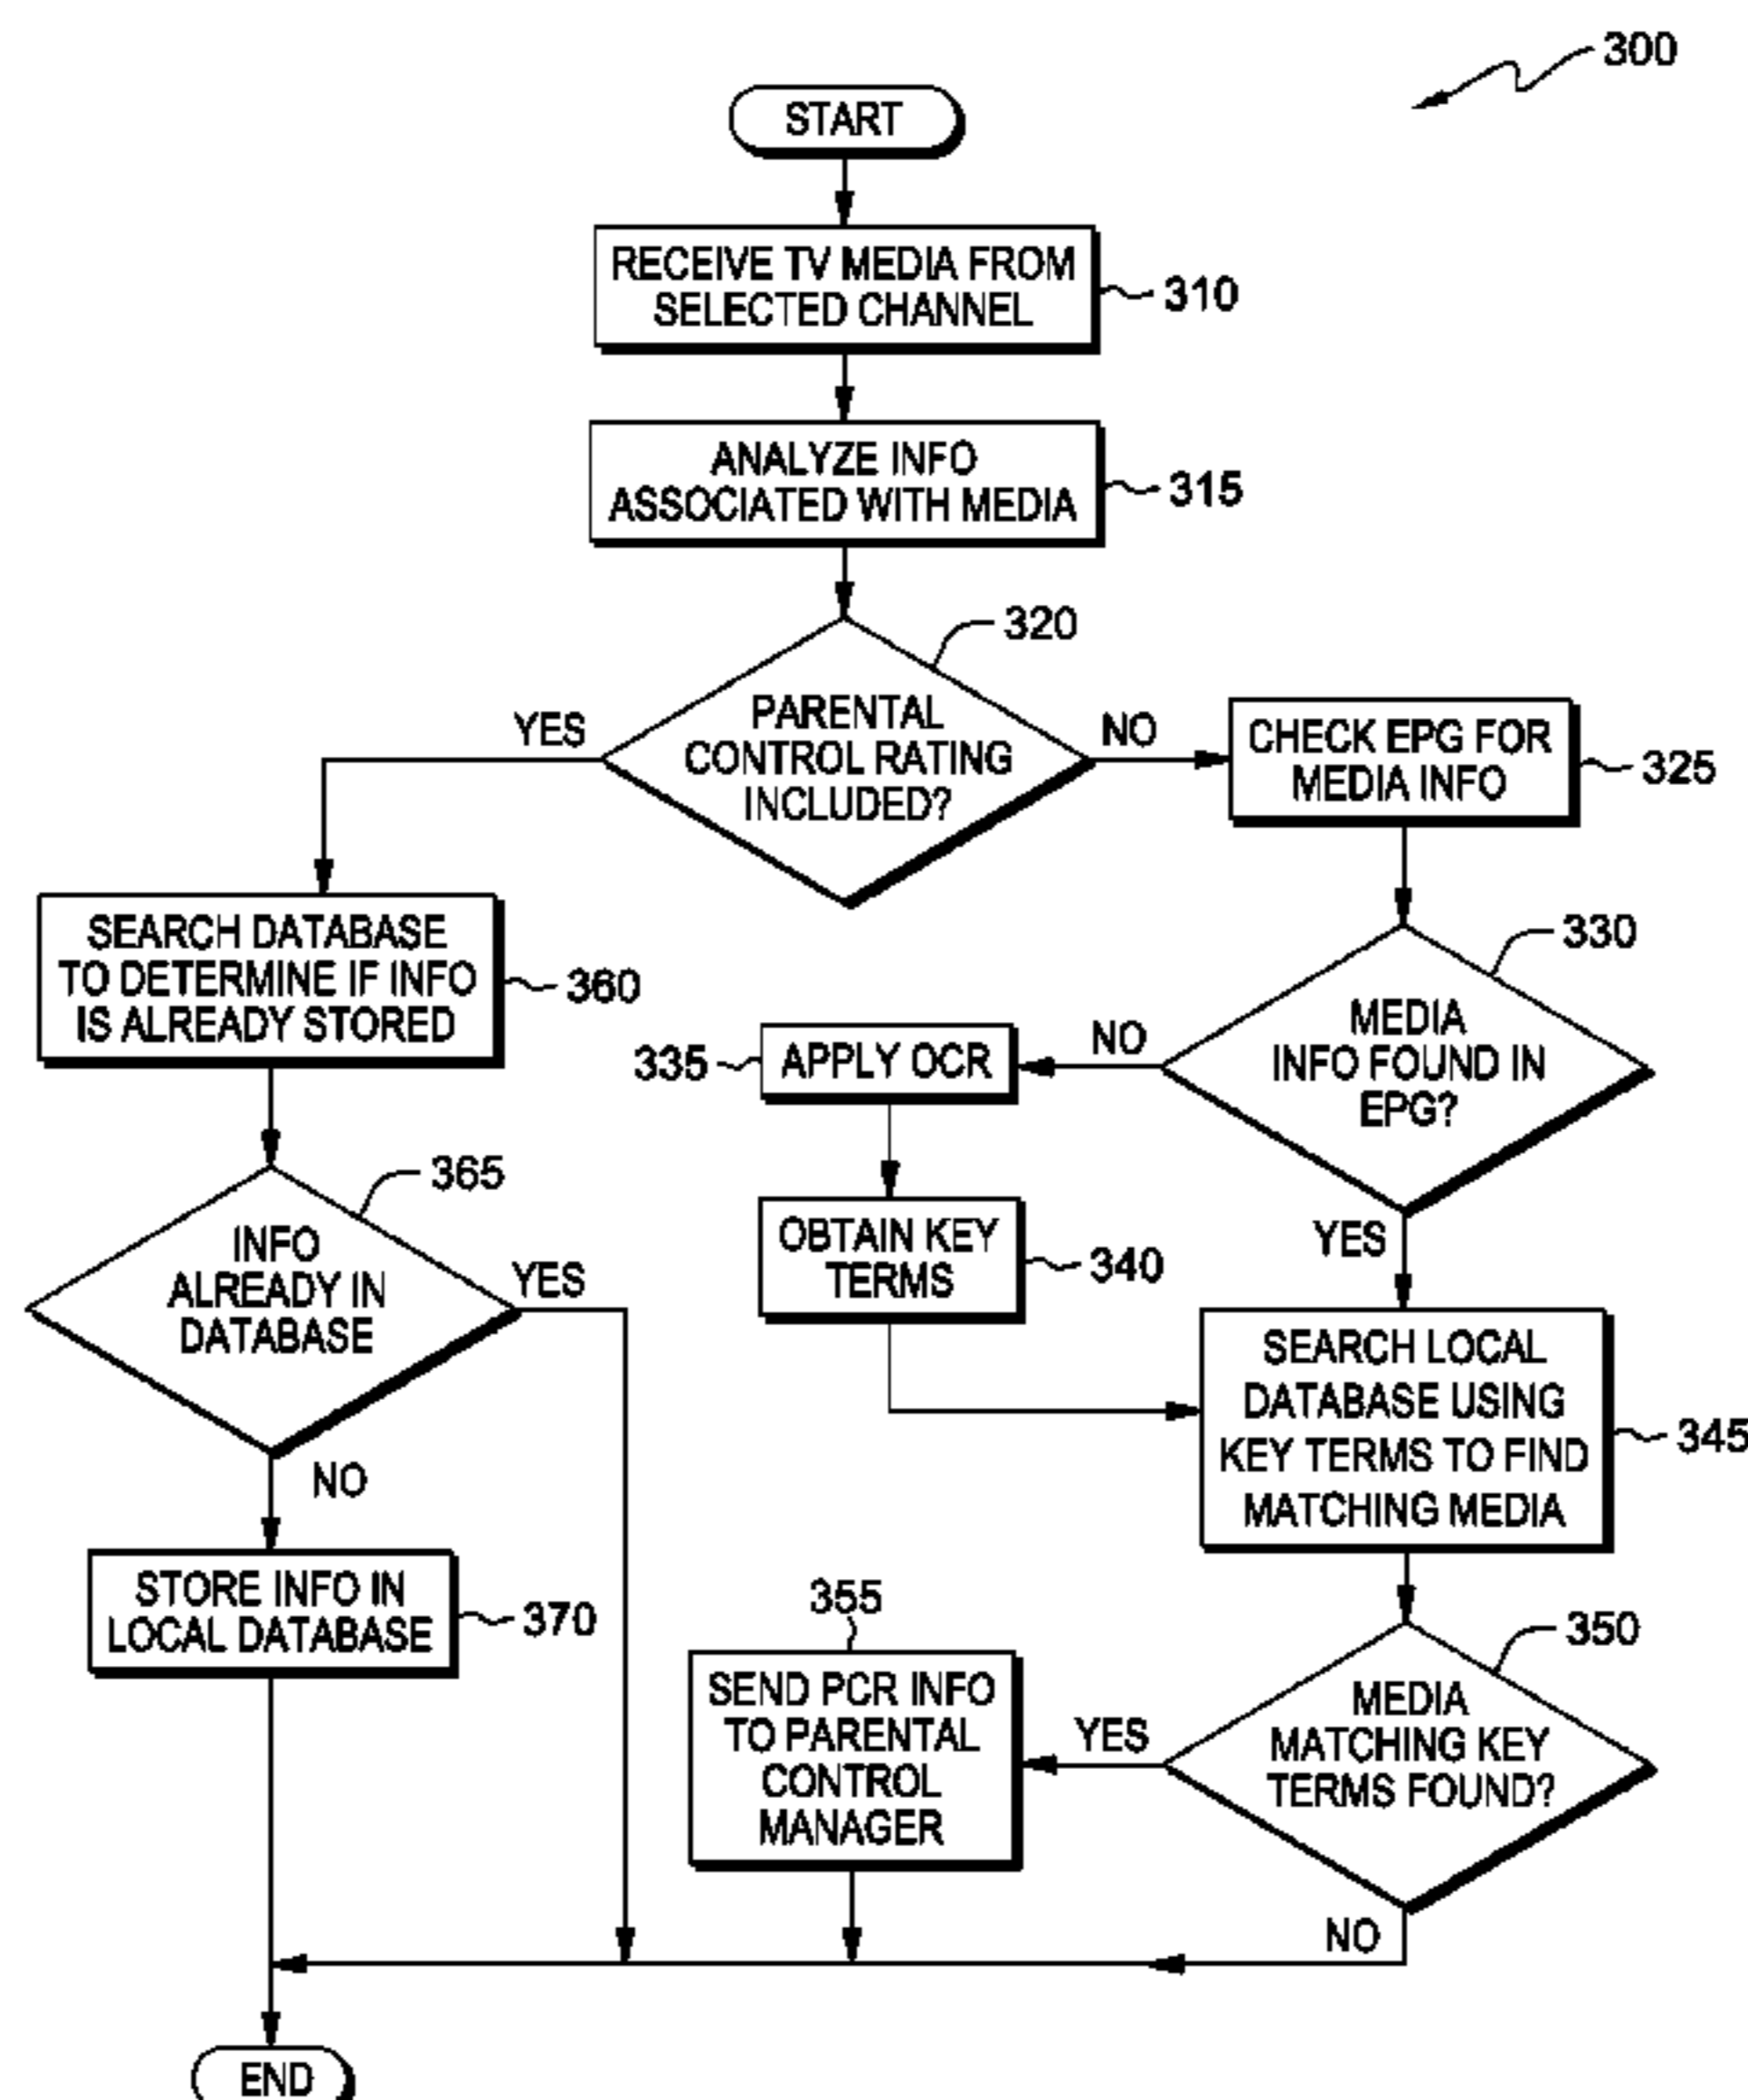 300
START
RECEIVE TV MEDIA FROM
SELECTED CHANNEL
310
ANALYZE INFO
ASSOCIATED WITH MEDIA
315
320
PARENTAL
CONTROL RATING
INCLUDED?
YES
NO
CHECK EPG FOR
MEDIA INFO
325
SEARCH DATABASE
TO DETERMINE IF INFO
IS ALREADY STORED
360
330
MEDIA
INFO FOUND IN
EPG?
NO
YES
335
APPLY OCR
OBTAIN KEY
TERMS
340
365
INFO
ALREADY IN
DATABASE
YES
NO
SEARCH LOCAL
DATABASE USING
KEY TERMS TO FIND
MATCHING MEDIA
345
STORE INFO IN
LOCAL DATABASE
370
355
SEND PCR INFO
TO PARENTAL
CONTROL
MANAGER
350
MEDIA
MATCHING KEY
TERMS FOUND?
YES
NO
END